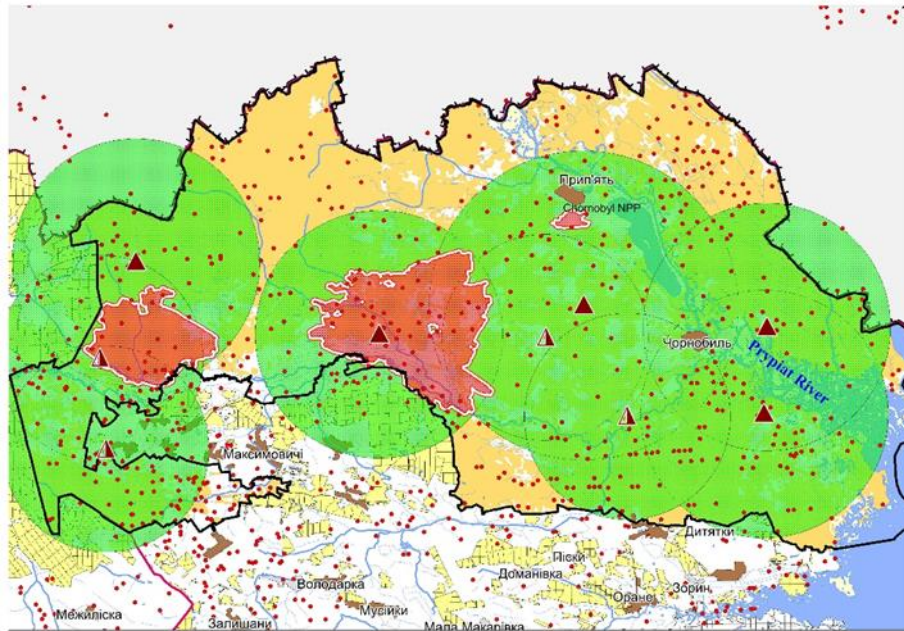 Прип'ять
Chornobyl NPP
Чорнобиль
Prypiat River
Максимовичі
Дитятки
Піски
Доманівка
Володарка
Зорин
Оране
Мусійки
Межиліска
Залишани
Мала Макарівка